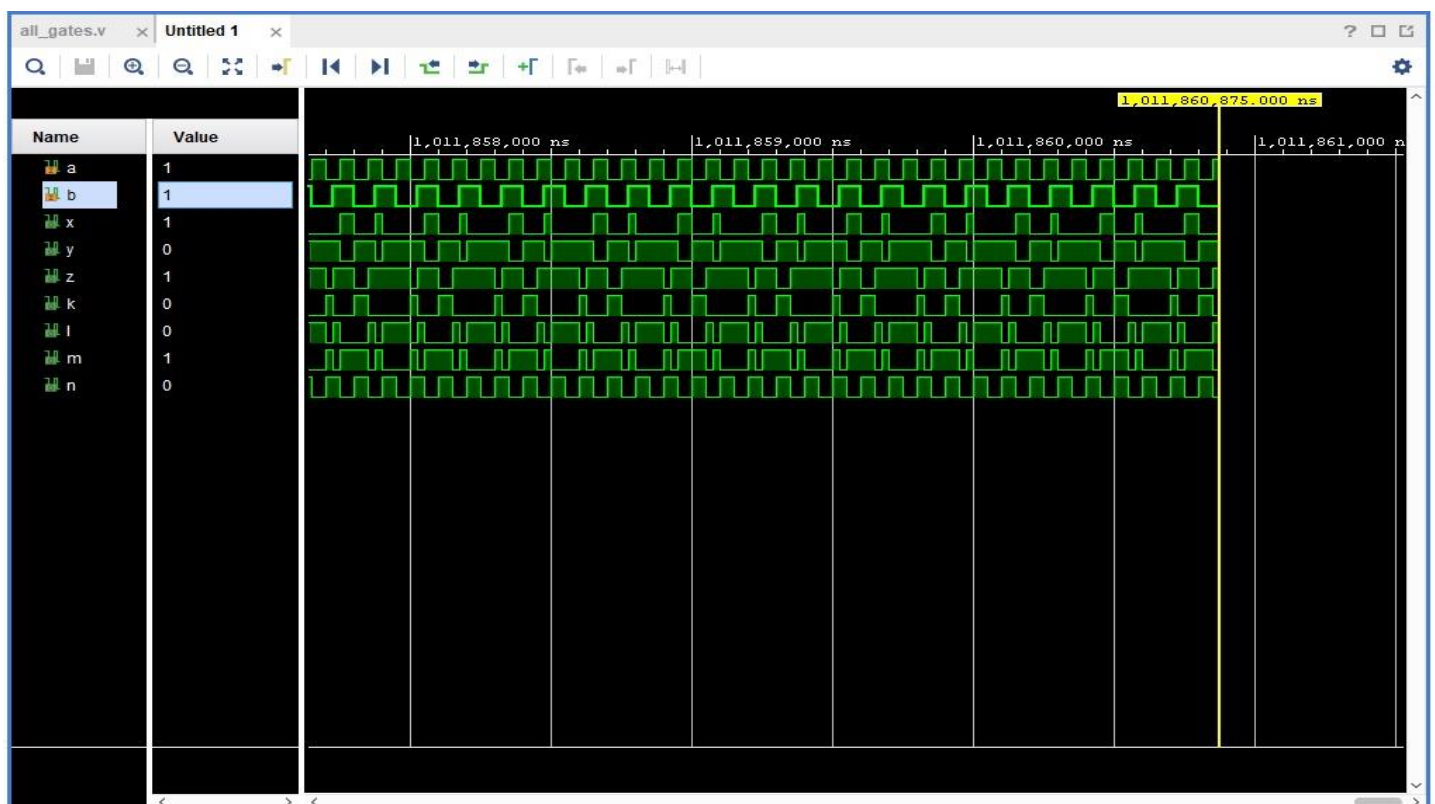 all_gates.v × Untitled 1 × ?
1,011,860,875.000 ns
Name Value
1,011,858,000 ns 1,011,859,000 ns 1,011,860,000 ns 1,011,861,000 n
a 1
b 1
x 1
y 0
z 1
k 0
l 0
m 1
n 0